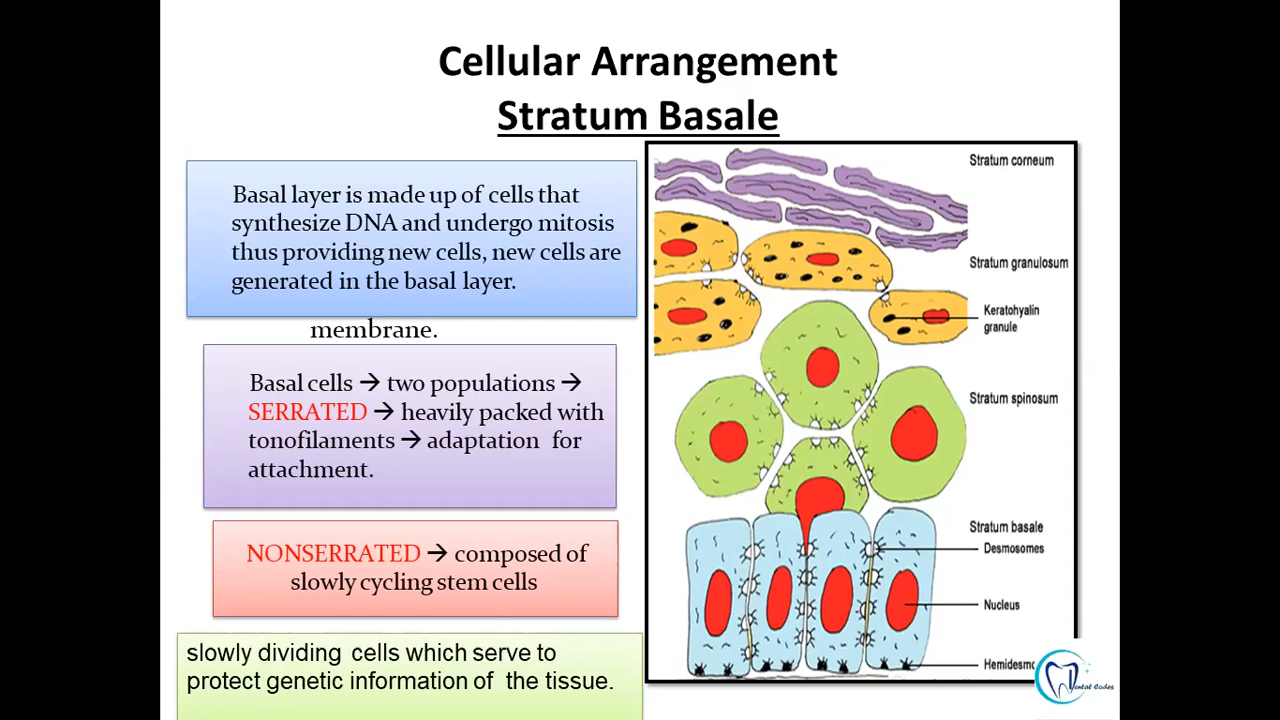 Cellular Arrangement
Stratum Basale
Basal layer is made up of cells that
synthesize DNA and undergo mitosis
thus providing new cells, new cells are
generated in the basal layer.
membrane.
Basal cells → two populations →
SERRATED → heavily packed with
tonofilaments → adaptation for
attachment.
NONSERRATED → composed of
slowly cycling stem cells
slowly dividing cells which serve to
protect genetic information of the tissue.
Stratum corneum
Stratum granulosum
Keratohyalin
granule
Stratum spinosum
Stratum basale
Desmosomes
Nucleus
Hemidesmo
ental Codes